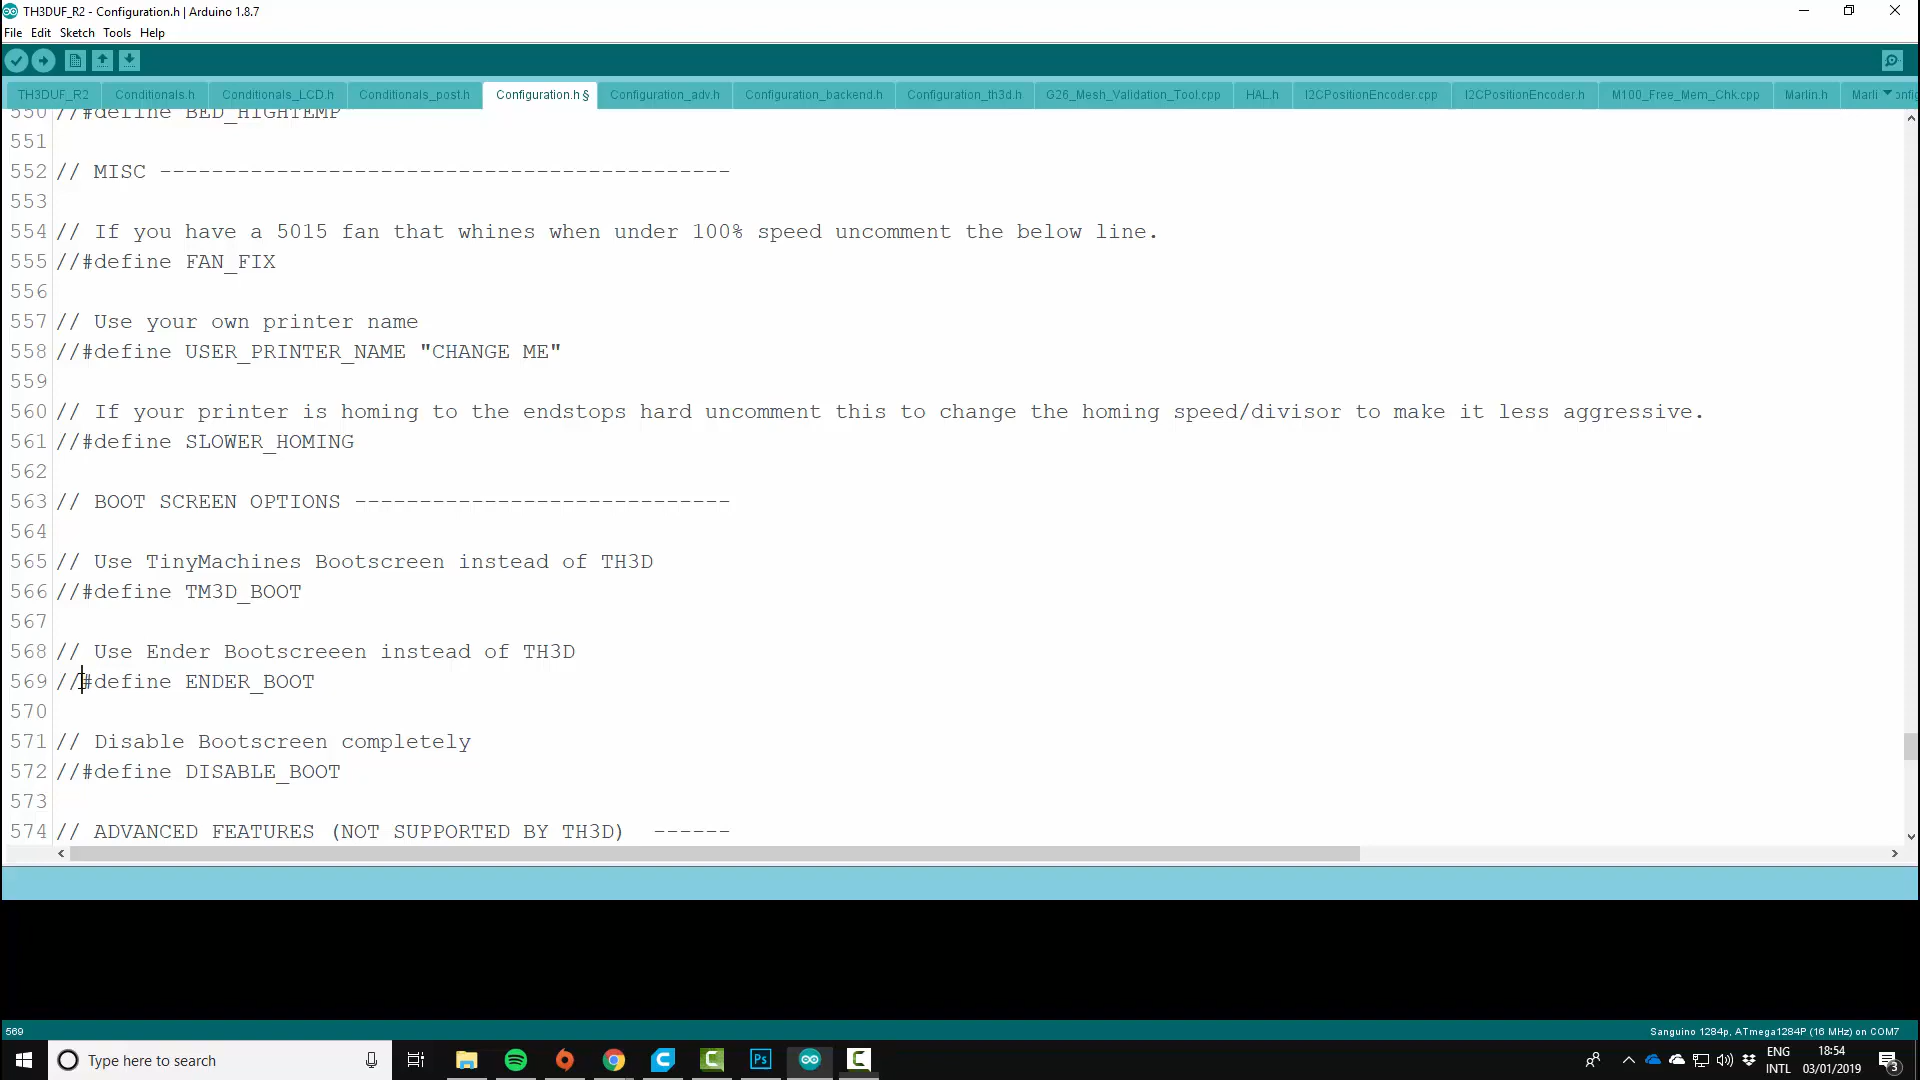 TH3DUF_R2 - Configuration.h | Arduino 1.8.7
File Edit Sketch Tools Help
TH3DUF_R2 Conditionals.h Conditionals_LCD.h Conditionals_post.h Configuration.h § Configuration_adv.h Configuration_backend.h Configuration_th3d.h G26_Mesh_Validation_Tool.cpp HAL.h I2CPositionEncoder.cpp I2CPositionEncoder.h M100_Free_Mem_Chk.cpp Marlin.h Marli onfig
550 //#define BED_HIGHTEMP
551
552 // MISC --------------------------------------------
553
554 // If you have a 5015 fan that whines when under 100% speed uncomment the below line.
555 //#define FAN_FIX
556
557 // Use your own printer name
558 //#define USER_PRINTER_NAME "CHANGE ME"
559
560 // If your printer is homing to the endstops hard uncomment this to change the homing speed/divisor to make it less aggressive.
561 //#define SLOWER_HOMING
562
563 // BOOT SCREEN OPTIONS -----------------------------
564
565 // Use TinyMachines Bootscreen instead of TH3D
566 //#define TM3D_BOOT
567
568 // Use Ender Bootscreeen instead of TH3D
569 //#define ENDER_BOOT
570
571 // Disable Bootscreen completely
572 //#define DISABLE_BOOT
573
574 // ADVANCED FEATURES (NOT SUPPORTED BY TH3D)  ------
569 Sanguino 1284p, ATmega1284P (16 MHz) on COM7
Type here to search
Ps
ENG 18:54
INTL 03/01/2019
3